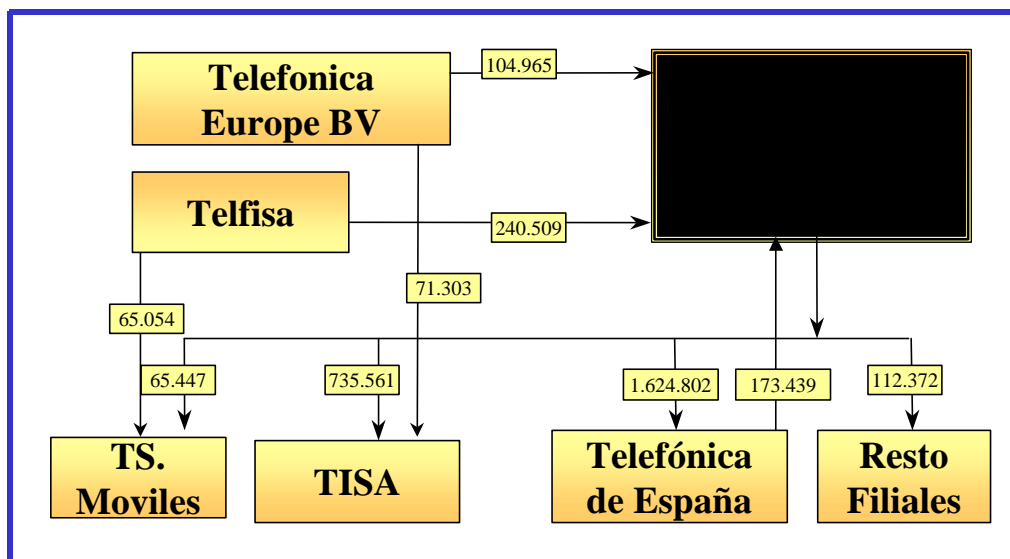 Telefonica
Europe BV
104.965
Telfisa
240.509
71.303
65.054
65.447
735.561
1.624.802
173.439
112.372
TS.
Moviles
TISA
Telefónica
de España
Resto
Filiales